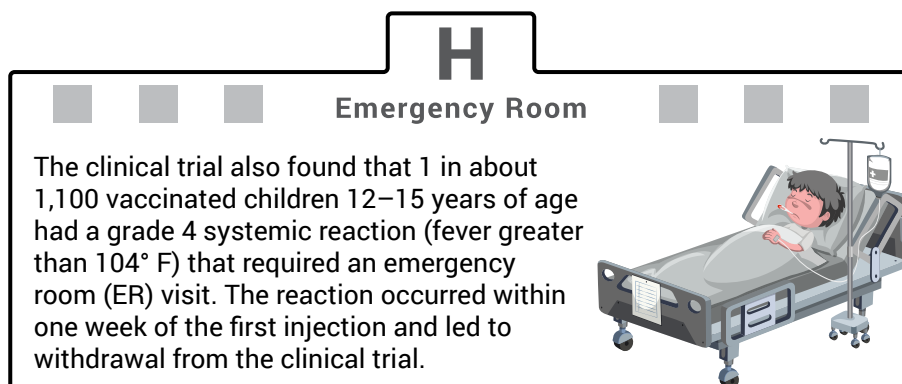 H
Emergency Room
The clinical trial also found that 1 in about
1,100 vaccinated children 12–15 years of age
had a grade 4 systemic reaction (fever greater
than 104° F) that required an emergency
room (ER) visit. The reaction occurred within
one week of the first injection and led to
withdrawal from the clinical trial.